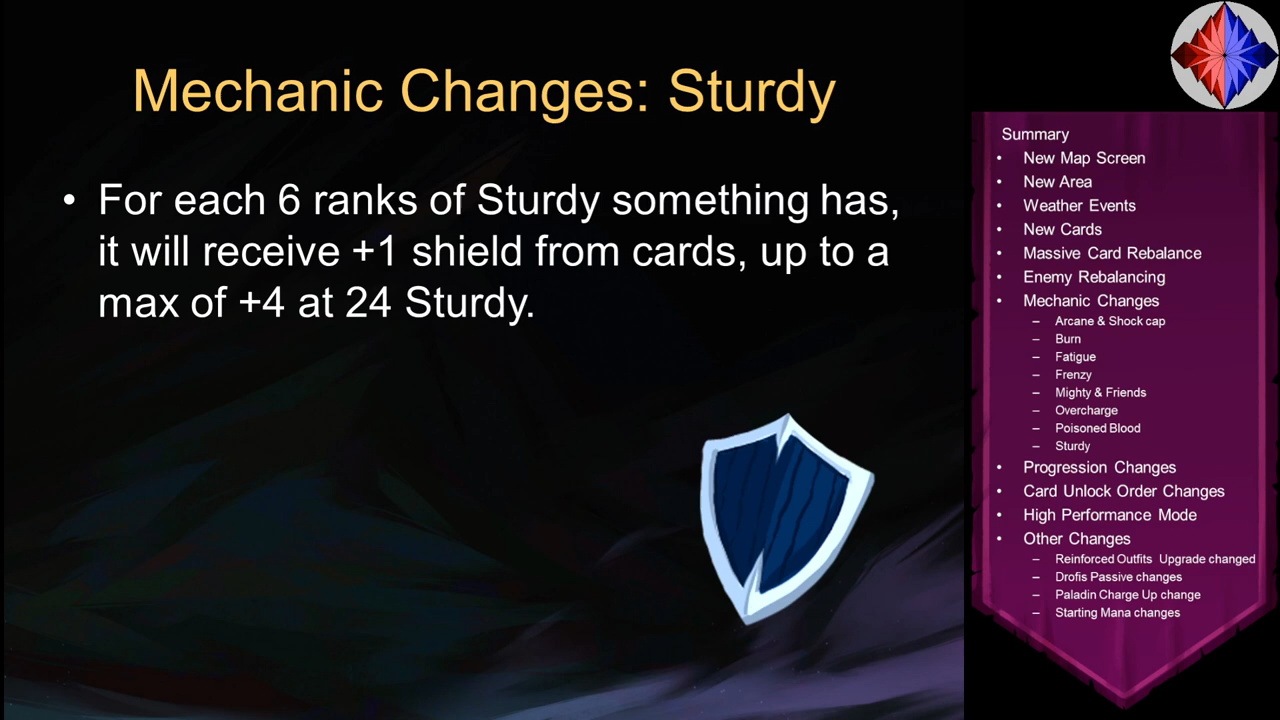 Mechanic Changes: Sturdy
• For each 6 ranks of Sturdy something has,
it will receive +1 shield from cards, up to a
max of +4 at 24 Sturdy.
Summary
• New Map Screen
• New Area
• Weather Events
• New Cards
• Massive Card Rebalance
• Enemy Rebalancing
• Mechanic Changes
– Arcane & Shock cap
– Burn
– Fatigue
– Frenzy
– Mighty & Friends
– Overcharge
– Poisoned Blood
– Sturdy
• Progression Changes
• Card Unlock Order Changes
• High Performance Mode
• Other Changes
– Reinforced Outfits Upgrade changed
– Drofis Passive changes
– Paladin Charge Up change
– Starting Mana changes